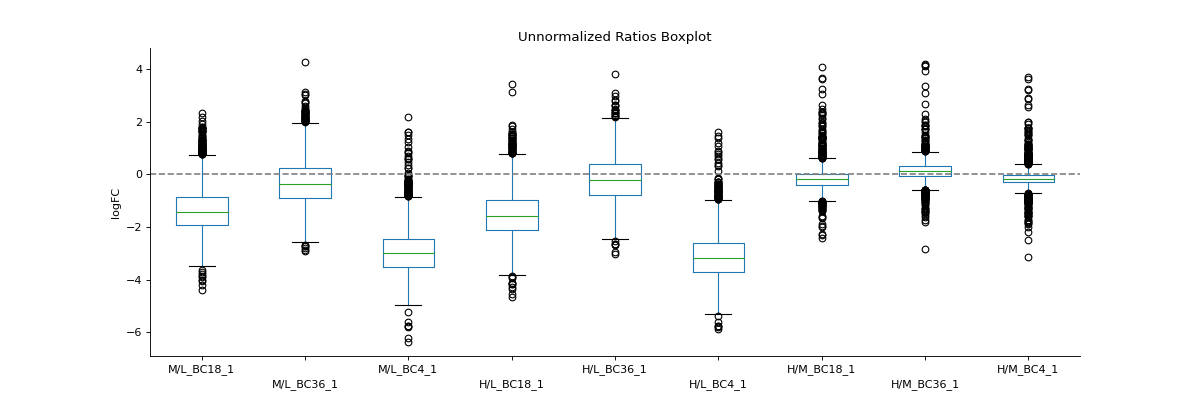 Unnormalized Ratios Boxplot
4
2
0
−2
−4
−6
logFC
M/L_BC18_1
M/L_BC36_1
M/L_BC4_1
H/L_BC18_1
H/L_BC36_1
H/L_BC4_1
H/M_BC18_1
H/M_BC36_1
H/M_BC4_1